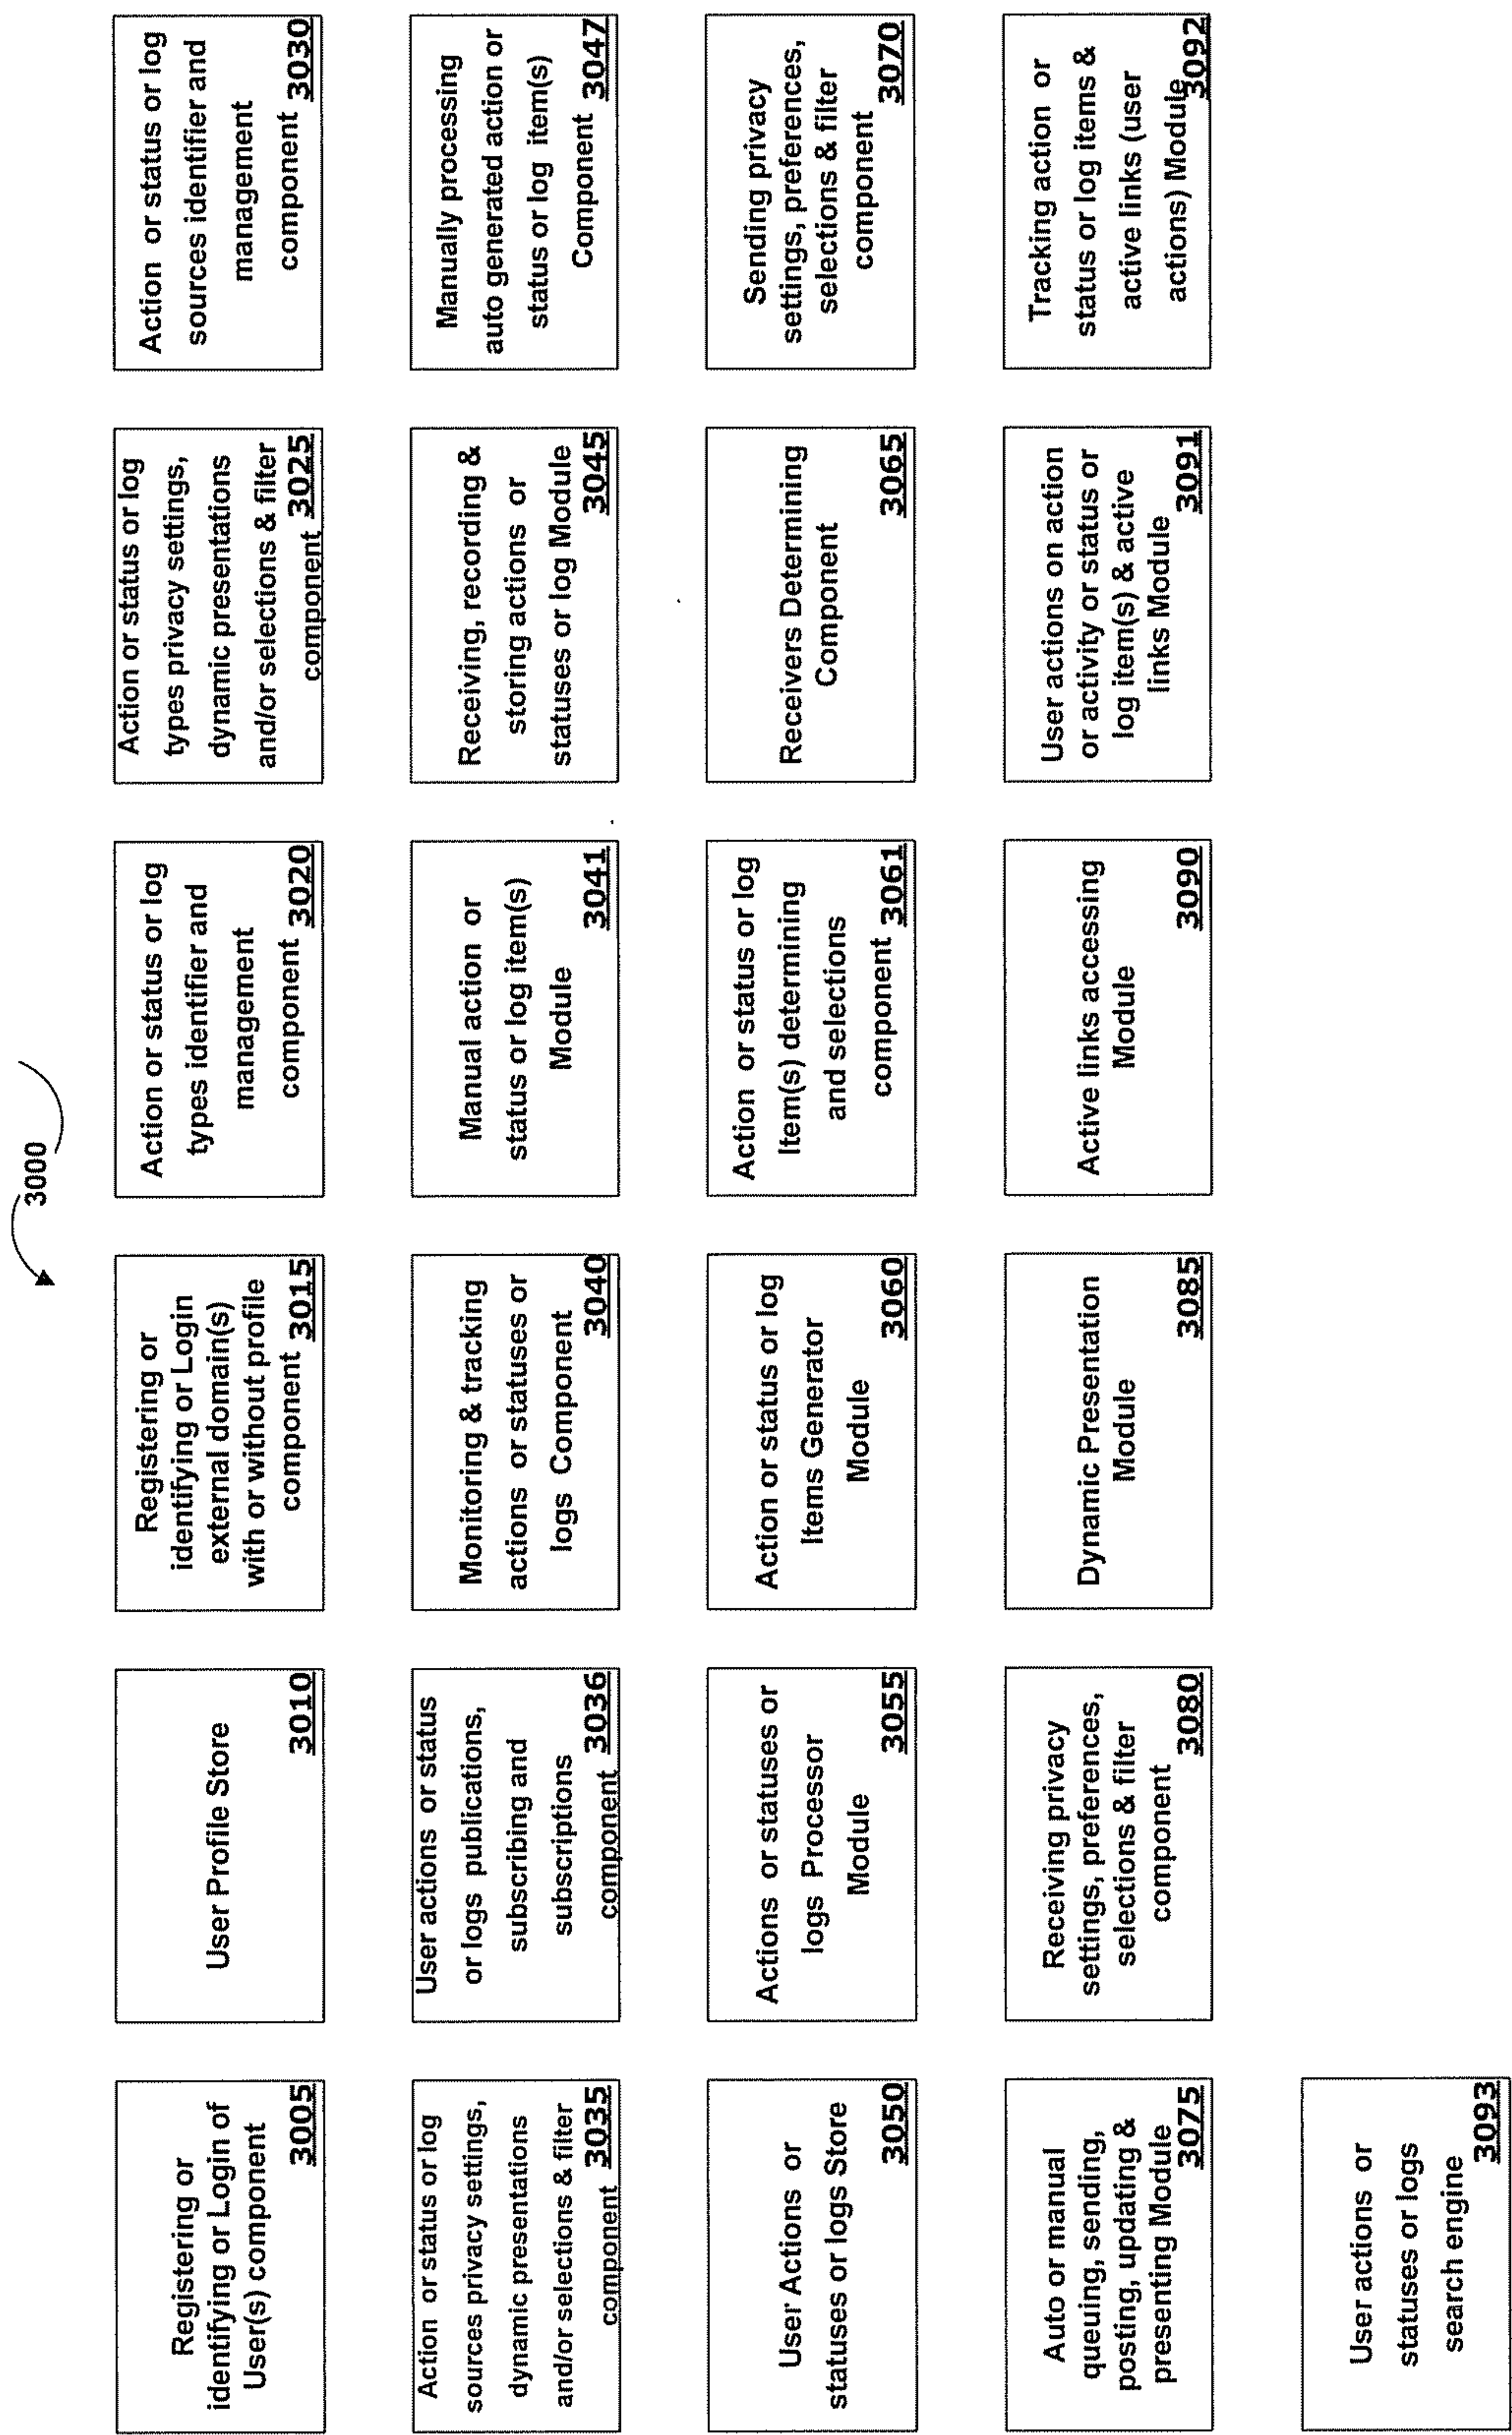 3000
Registering or
identifying or Login of
User(s) component
3005
User Profile Store
3010
Registering or
identifying or Login
external domain(s)
with or without profile
component 3015
Action or status or log
types identifier and
management
component 3020
Action or status or log
types privacy settings,
dynamic presentations
and/or selections & filter
component 3025
Action or status or log
sources identifier and
management
component 3030
Action or status or log
sources privacy settings,
dynamic presentations
and/or selections & filter
component 3035
User actions or status
or logs publications,
subscribing and
subscriptions
component 3036
Monitoring & tracking
actions or statuses or
logs Component
3040
Manual action or
status or log item(s)
Module
3041
Receiving, recording &
storing actions or
statuses or log Module
3045
Manually processing
auto generated action or
status or log item(s)
Component 3047
User Actions or
statuses or logs Store
3050
Actions or statuses or
logs Processor
Module
3055
Action or status or log
Items Generator
Module
3060
Action or status or log
Item(s) determining
and selections
component 3061
Receivers Determining
Component
3065
Sending privacy
settings, preferences,
selections & filter
component
3070
Auto or manual
queuing, sending,
posting, updating &
presenting Module
3075
Receiving privacy
settings, preferences,
selections & filter
component
3080
Dynamic Presentation
Module
3085
Active links accessing
Module
3090
User actions on action
or activity or status or
log item(s) & active
links Module
3091
Tracking action or
status or log items &
active links (user
actions) Module
3092
User actions or
statuses or logs
search engine
3093